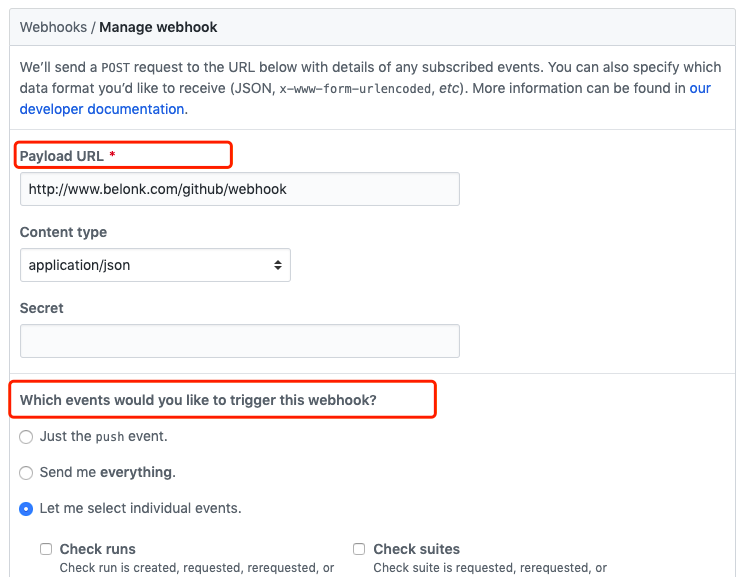 Webhooks / Manage webhook
We'll send a POST request to the URL below with details of any subscribed events. You can also specify which
data format you'd like to receive (JSON, x-www-form-urlencoded, etc). More information can be found in our
developer documentation.
Payload URL *
http://www.belonk.com/github/webhook
Content type
application/json
Secret
Which events would you like to trigger this webhook?
Just the push event.
Send me everything.
Let me select individual events.
Check runs
Check suites
Check run is created, requested, rerequested, or
Check suite is requested, rerequested, or